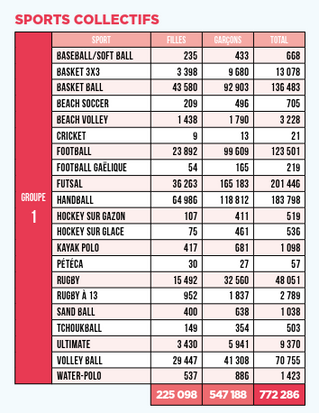 SPORTS COLLECTIFS
SPORT FILLES GARÇONS TOTAL
BASEBALL/SOFT BALL 235 433 668
BASKET 3X3 3 398 9 680 13 078
BASKET BALL 43 580 92 903 136 483
BEACH SOCCER 209 496 705
BEACH VOLLEY 1 438 1 790 3 228
CRICKET 9 13 21
FOOTBALL 23 892 99 609 123 501
FOOTBALL GAËLIQUE 54 165 219
FUTSAL 36 263 165 183 201 446
GROUPE 1
HANDBALL 64 986 118 812 183 798
HOCKEY SUR GAZON 107 411 519
HOCKEY SUR GLACE 75 461 536
KAYAK POLO 417 681 1 098
PÉTÉCA 30 27 57
RUGBY 15 492 32 560 48 051
RUGBY À 13 952 1 837 2 789
SAND BALL 400 638 1 038
TCHOUKBALL 149 354 503
ULTIMATE 3 430 5 941 9 370
VOLLEY BALL 29 447 41 308 70 755
WATER-POLO 537 886 1 423
225 098 547 188 772 286